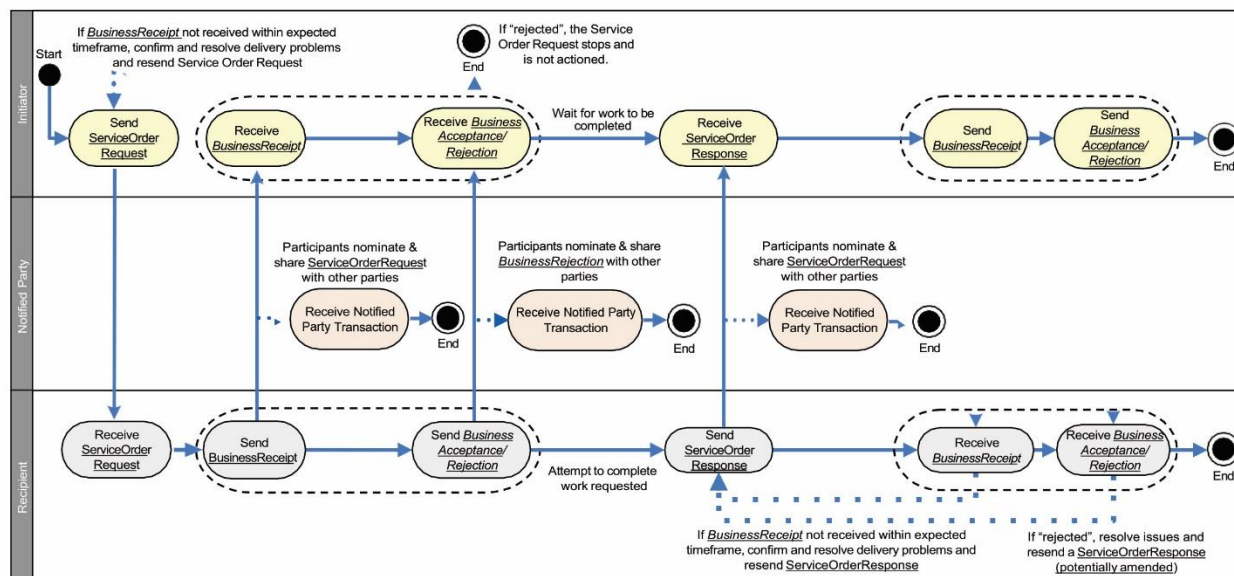 Initiator
Start
If BusinessReceipt not received within expected
timeframe, confirm and resolve delivery problems
and resend Service Order Request
End
If “rejected”, the Service
Order Request stops and
is not actioned.
Send
ServiceOrder
Request
Receive
BusinessReceipt
Receive Business
Acceptance/
Rejection
Wait for work to be
completed
Receive
ServiceOrder
Response
Send
BusinessReceipt
Send
Business
Acceptance/
Rejection
End
Notified Party
Participants nominate &
share ServiceOrderRequest
with other parties
Receive Notified
Party Transaction
End
Participants nominate & share
BusinessRejection with other
parties
Receive Notified Party
Transaction
End
Participants nominate &
share ServiceOrderRequest
with other parties
Receive Notified
Party Transaction
End
Recipient
Receive
ServiceOrder
Request
Send
BusinessReceipt
Send Business
Acceptance/
Rejection
Attempt to complete
work requested
Send
ServiceOrder
Response
Receive
BusinessReceipt
Receive Business
Acceptance/
Rejection
End
If BusinessReceipt not received within expected
timeframe, confirm and resolve delivery problems and
resend ServiceOrderResponse
If “rejected”, resolve issues and
resend a ServiceOrderResponse
(potentially amended)